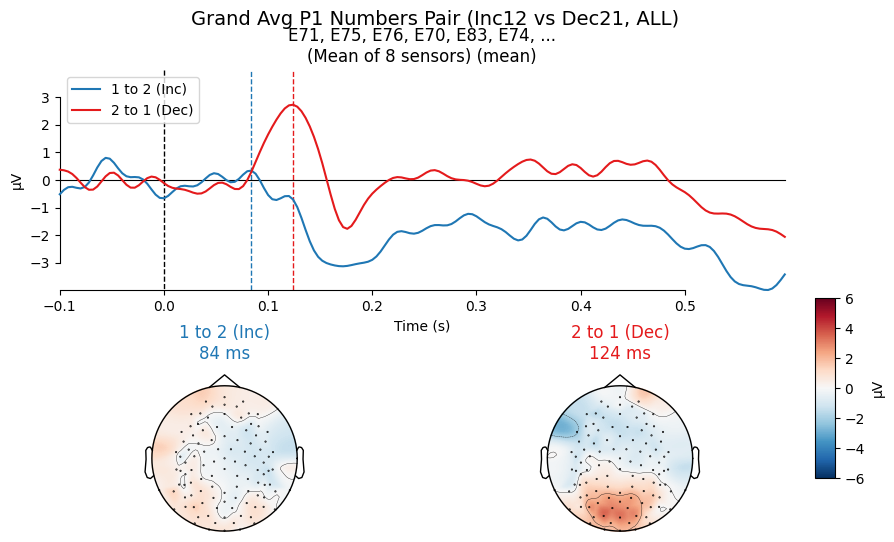 Grand Avg P1 Numbers Pair (Inc12 vs Dec21, ALL)
E71, E75, E76, E70, E83, E74, ...
(Mean of 8 sensors) (mean)
1 to 2 (Inc)
2 to 1 (Dec)
3
2
1
0
−1
−2
−3
µV
−0.1
0.0
0.1
0.2
0.3
0.4
0.5
Time (s)
1 to 2 (Inc)
84 ms
2 to 1 (Dec)
124 ms
6
4
2
0
−2
−4
−6
µV